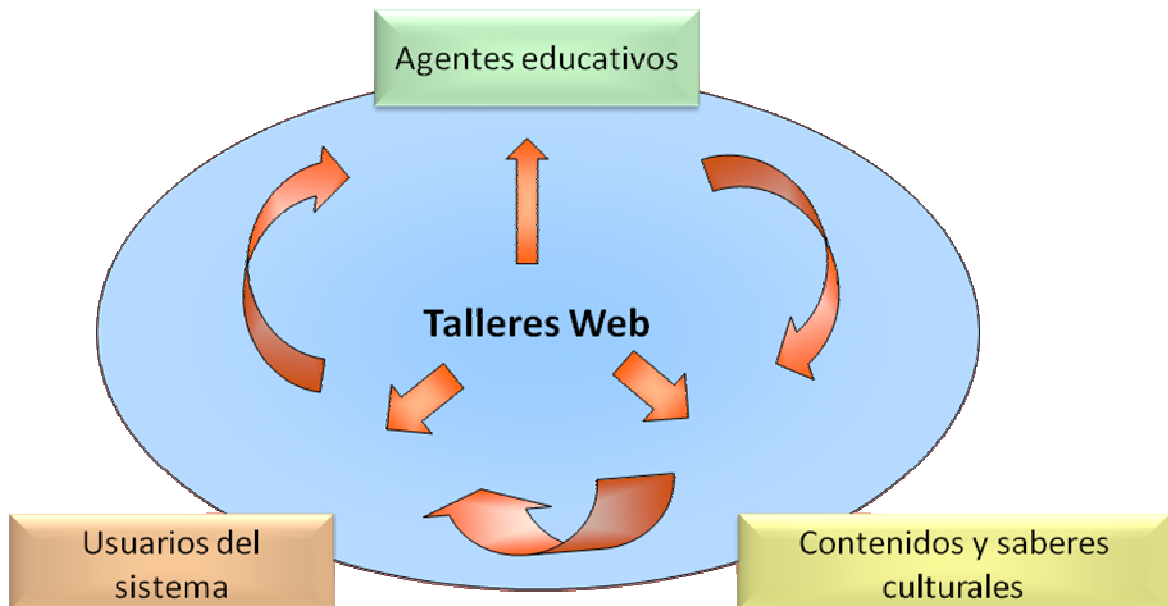 Agentes educativos
Talleres Web
Usuarios del
sistema
Contenidos y saberes
culturales